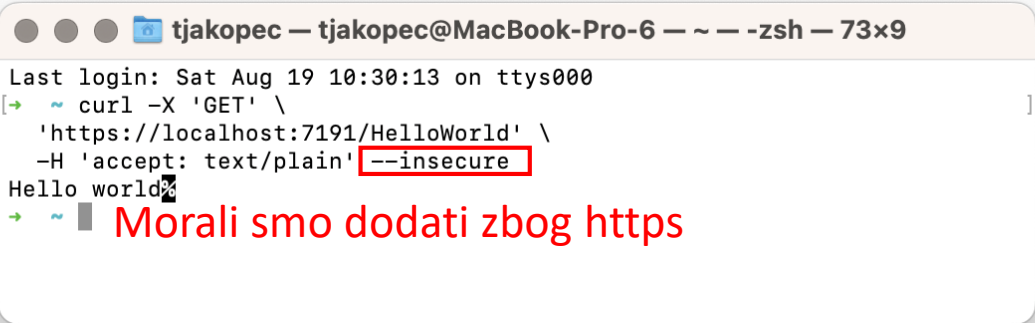 tjakopec — tjakopec@MacBook-Pro-6 — ~ — -zsh — 73×9
Last login: Sat Aug 19 10:30:13 on ttys000
[➜  ~ curl -X 'GET' \ ]
'https://localhost:7191/HelloWorld' \
-H 'accept: text/plain' --insecure
Hello world%
➜  ~
Morali smo dodati zbog https